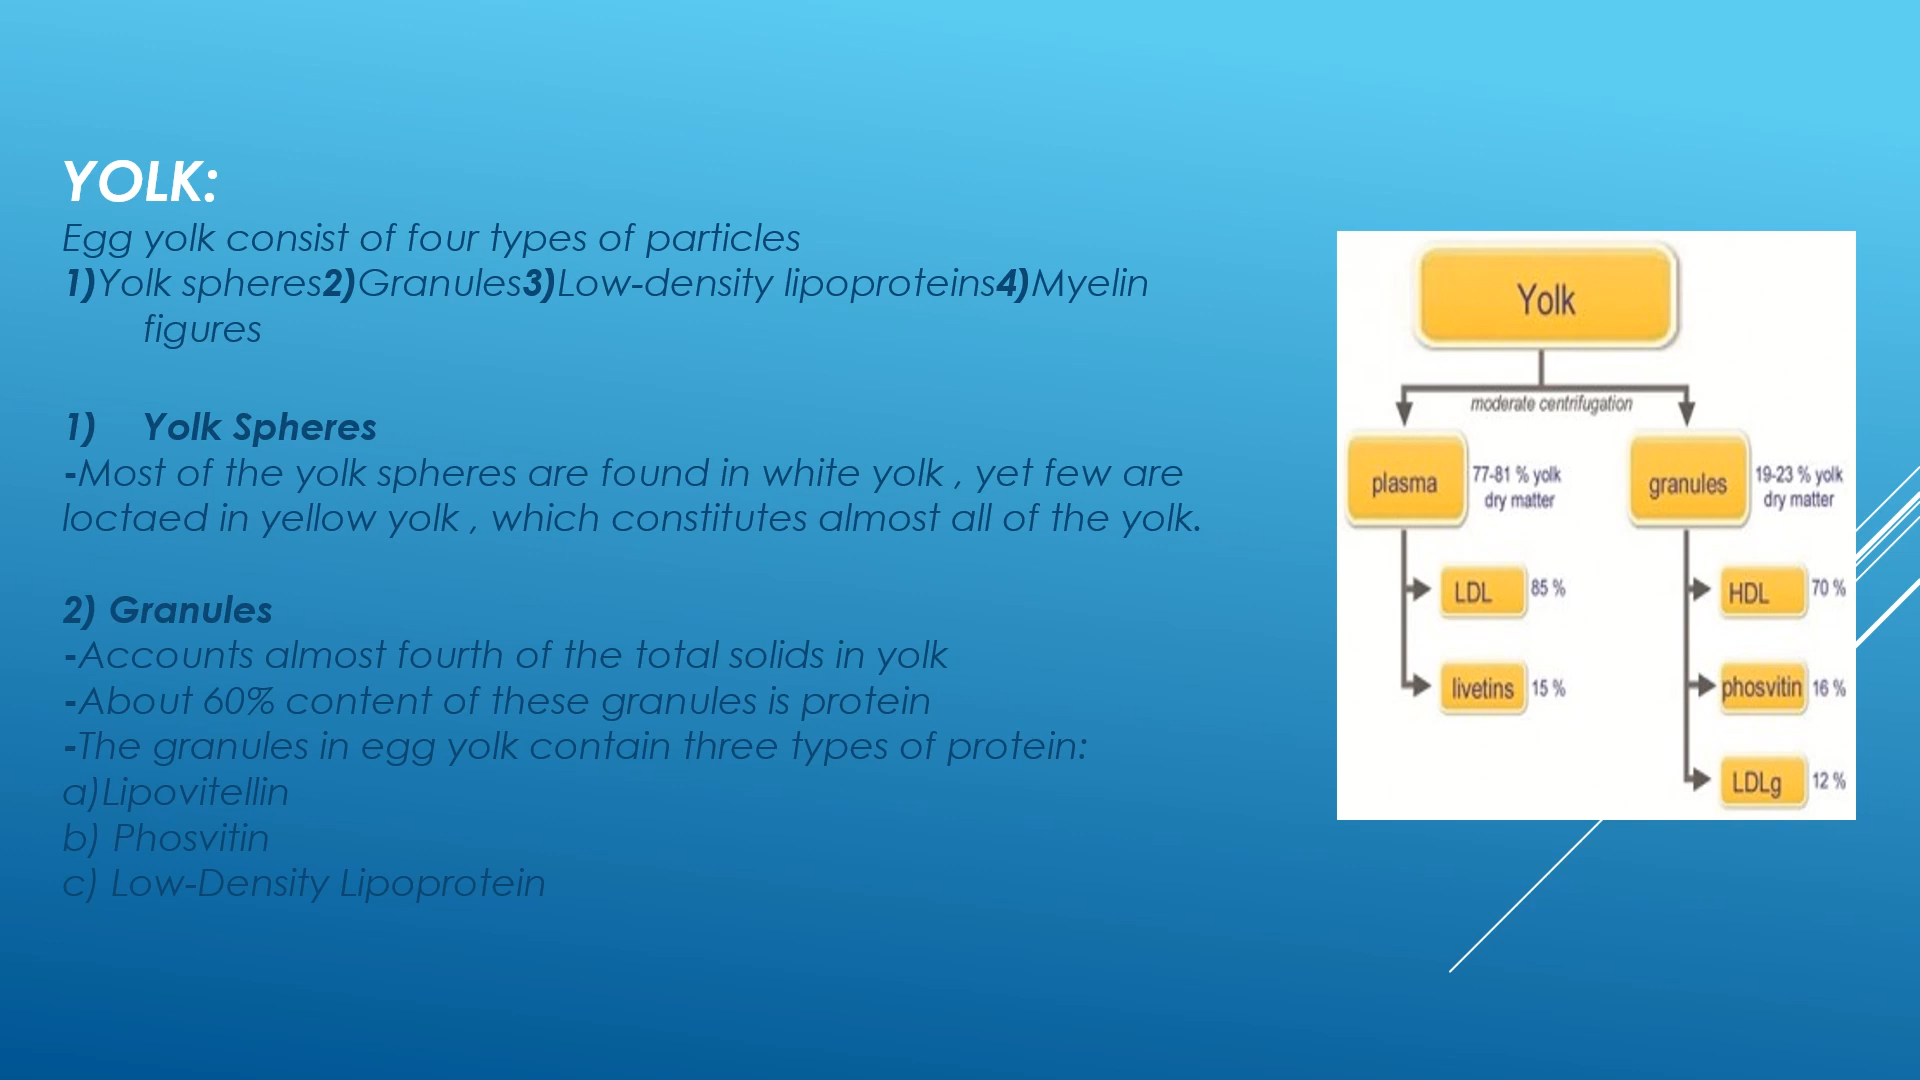 YOLK:
Egg yolk consist of four types of particles
1)Yolk spheres2)Granules3)Low-density lipoproteins4)Myelin
figures
1) Yolk Spheres
-Most of the yolk spheres are found in white yolk , yet few are
loctaed in yellow yolk , which constitutes almost all of the yolk.
2) Granules
-Accounts almost fourth of the total solids in yolk
-About 60% content of these granules is protein
-The granules in egg yolk contain three types of protein:
a)Lipovitellin
b) Phosvitin
c) Low-Density Lipoprotein
Yolk
moderate centrifugation
plasma
77-81 % yolk
dry matter
granules
19-23 % yolk
dry matter
LDL 85 %
livetins 15 %
HDL 70 %
phosvitin 16 %
LDLg 12 %